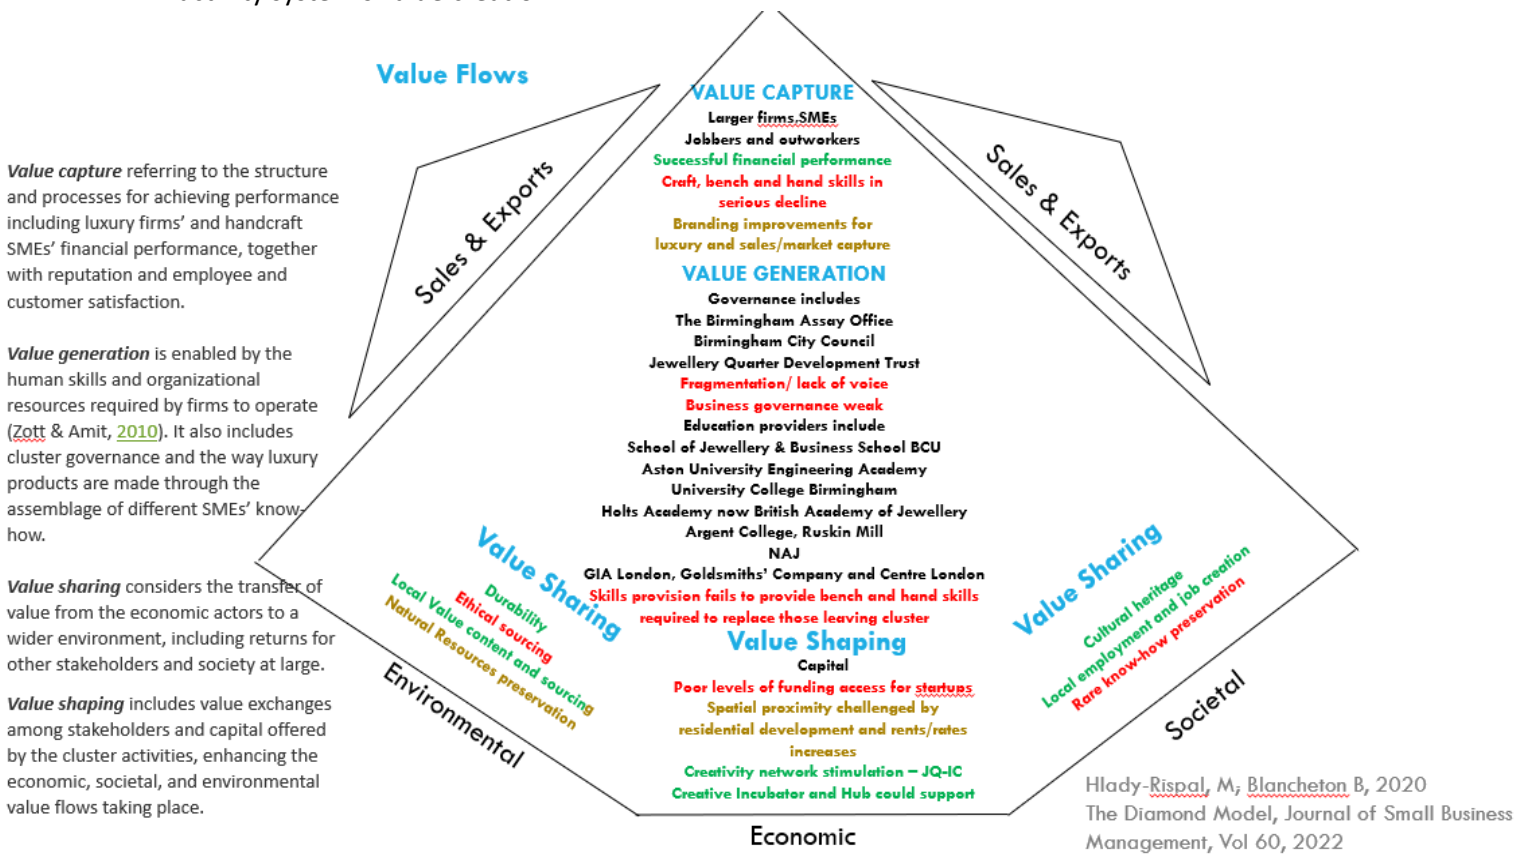 Value Flows
Value capture referring to the structure
and processes for achieving performance
including luxury firms' and handcraft
SMEs' financial performance, together
with reputation and employee and
customer satisfaction.
Value generation is enabled by the
human skills and organizational
resources required by firms to operate
(Zott & Amit, 2010). It also includes
cluster governance and the way luxury
products are made through the
assemblage of different SMEs' know-
how.
Value sharing considers the transfer of
value from the economic actors to a
wider environment, including returns for
other stakeholders and society at large.
Value shaping includes value exchanges
among stakeholders and capital offered
by the cluster activities, enhancing the
economic, societal, and environmental
value flows taking place.
Sales & Exports
VALUE CAPTURE
Larger firms,SMEs
Jobbers and outworkers
Successful financial performance
Craft, bench and hand skills in
serious decline
Branding improvements for
luxury and sales/market capture
VALUE GENERATION
Governance includes
The Birmingham Assay Office
Birmingham City Council
Jewellery Quarter Development Trust
Fragmentation/ lack of voice
Business governance weak
Education providers include
School of Jewellery & Business School BCU
Aston University Engineering Academy
University College Birmingham
Holts Academy now British Academy of Jewellery
Argent College, Ruskin Mill
NAJ
GIA London, Goldsmiths' Company and Centre London
Skills provision fails to provide bench and hand skills
required to replace those leaving cluster
Value Shaping
Capital
Poor levels of funding access for startups
Spatial proximity challenged by
residential development and rents/rates
increases
Creativity network stimulation – JQ-IC
Creative Incubator and Hub could support
Sales & Exports
Value Sharing
Durability
Ethical sourcing
Local Value content and sourcing
Natural Resources preservation
Environmental
Value Sharing
Cultural heritage
Local employment and job creation
Rare know-how preservation
Societal
Economic
Hlady-Rispal, M; Blancheton B, 2020
The Diamond Model, Journal of Small Business
Management, Vol 60, 2022